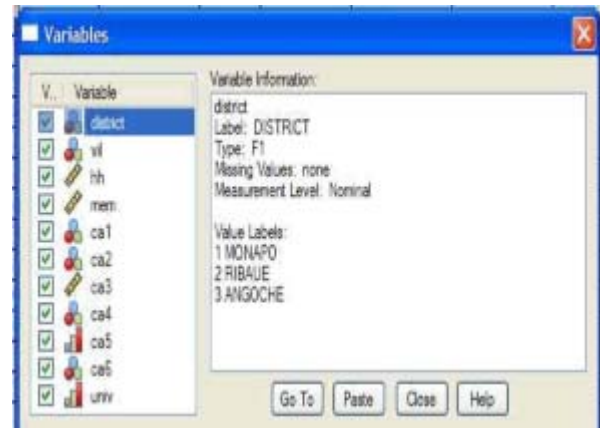 Variables
V.. Variable
district
vil
hh
mem
ca1
ca2
ca3
ca4
ca5
ca6
univ
Variable Information:
district
Label: DISTRICT
Type: F1
Missing Values: none
Measurement Level: Nominal
Value Labels:
1 MONAPO
2 RIBAUE
3 ANGOCHE
Go To Paste Close Help